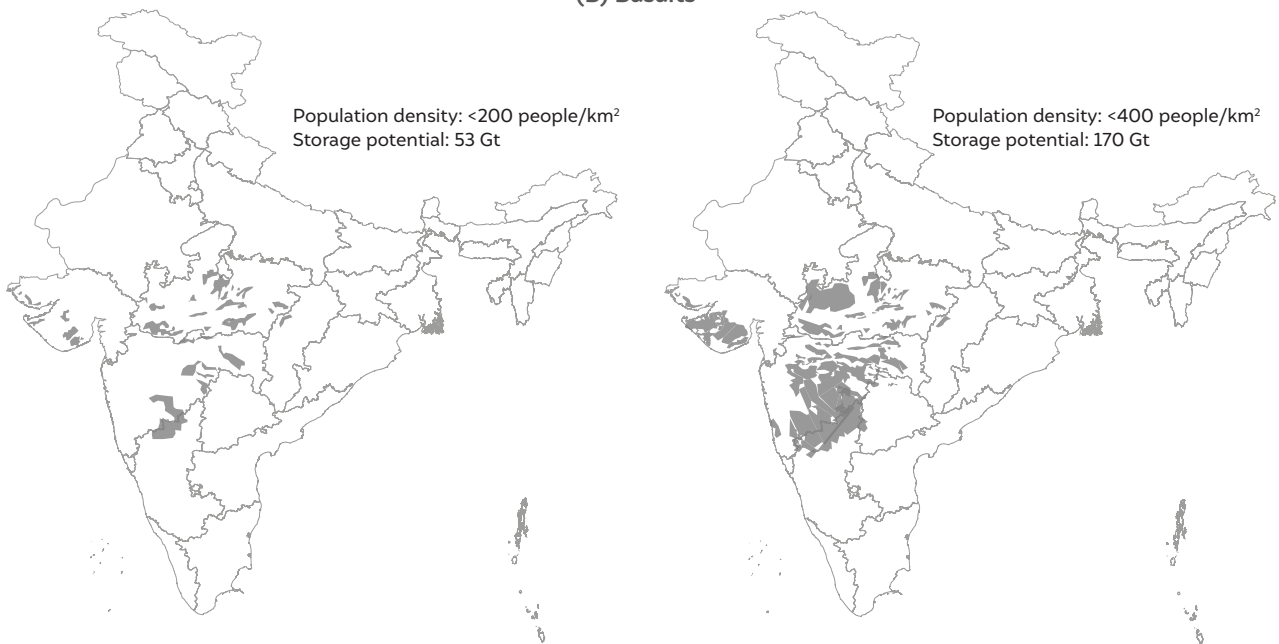 (B) Basalts
Population density: <200 people/km²
Storage potential: 53 Gt
Population density: <400 people/km²
Storage potential: 170 Gt